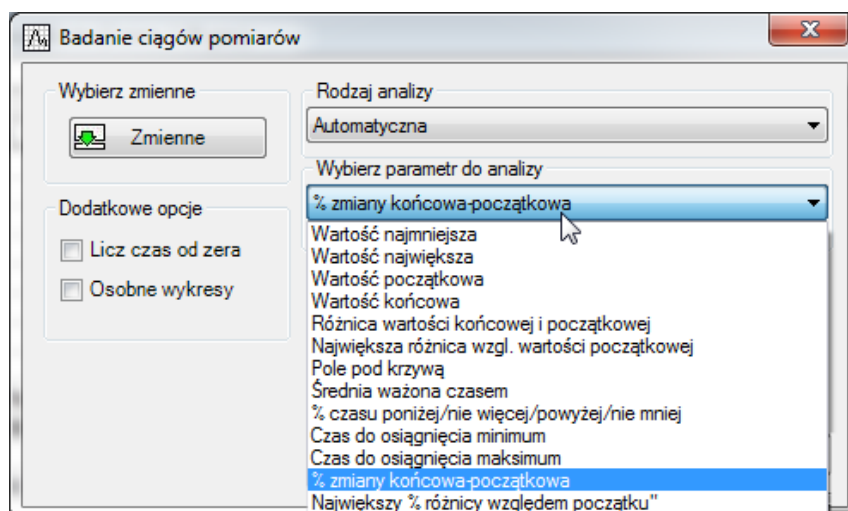 Badanie ciągów pomiarów
Wybierz zmienne
Zmienne
Dodatkowe opcje
Licz czas od zera
Osobne wykresy
Rodzaj analizy
Automatyczna
Wybierz parametr do analizy
% zmiany końcowa-początkowa
Wartość najmniejsza
Wartość największa
Wartość początkowa
Wartość końcowa
Różnica wartości końcowej i początkowej
Największa różnica wzgl. wartości początkowej
Pole pod krzywą
Średnia ważona czasem
% czasu poniżej/nie więcej/powyżej/nie mniej
Czas do osiągnięcia minimum
Czas do osiągnięcia maksimum
% zmiany końcowa-początkowa
Największy % różnicy względem początku"